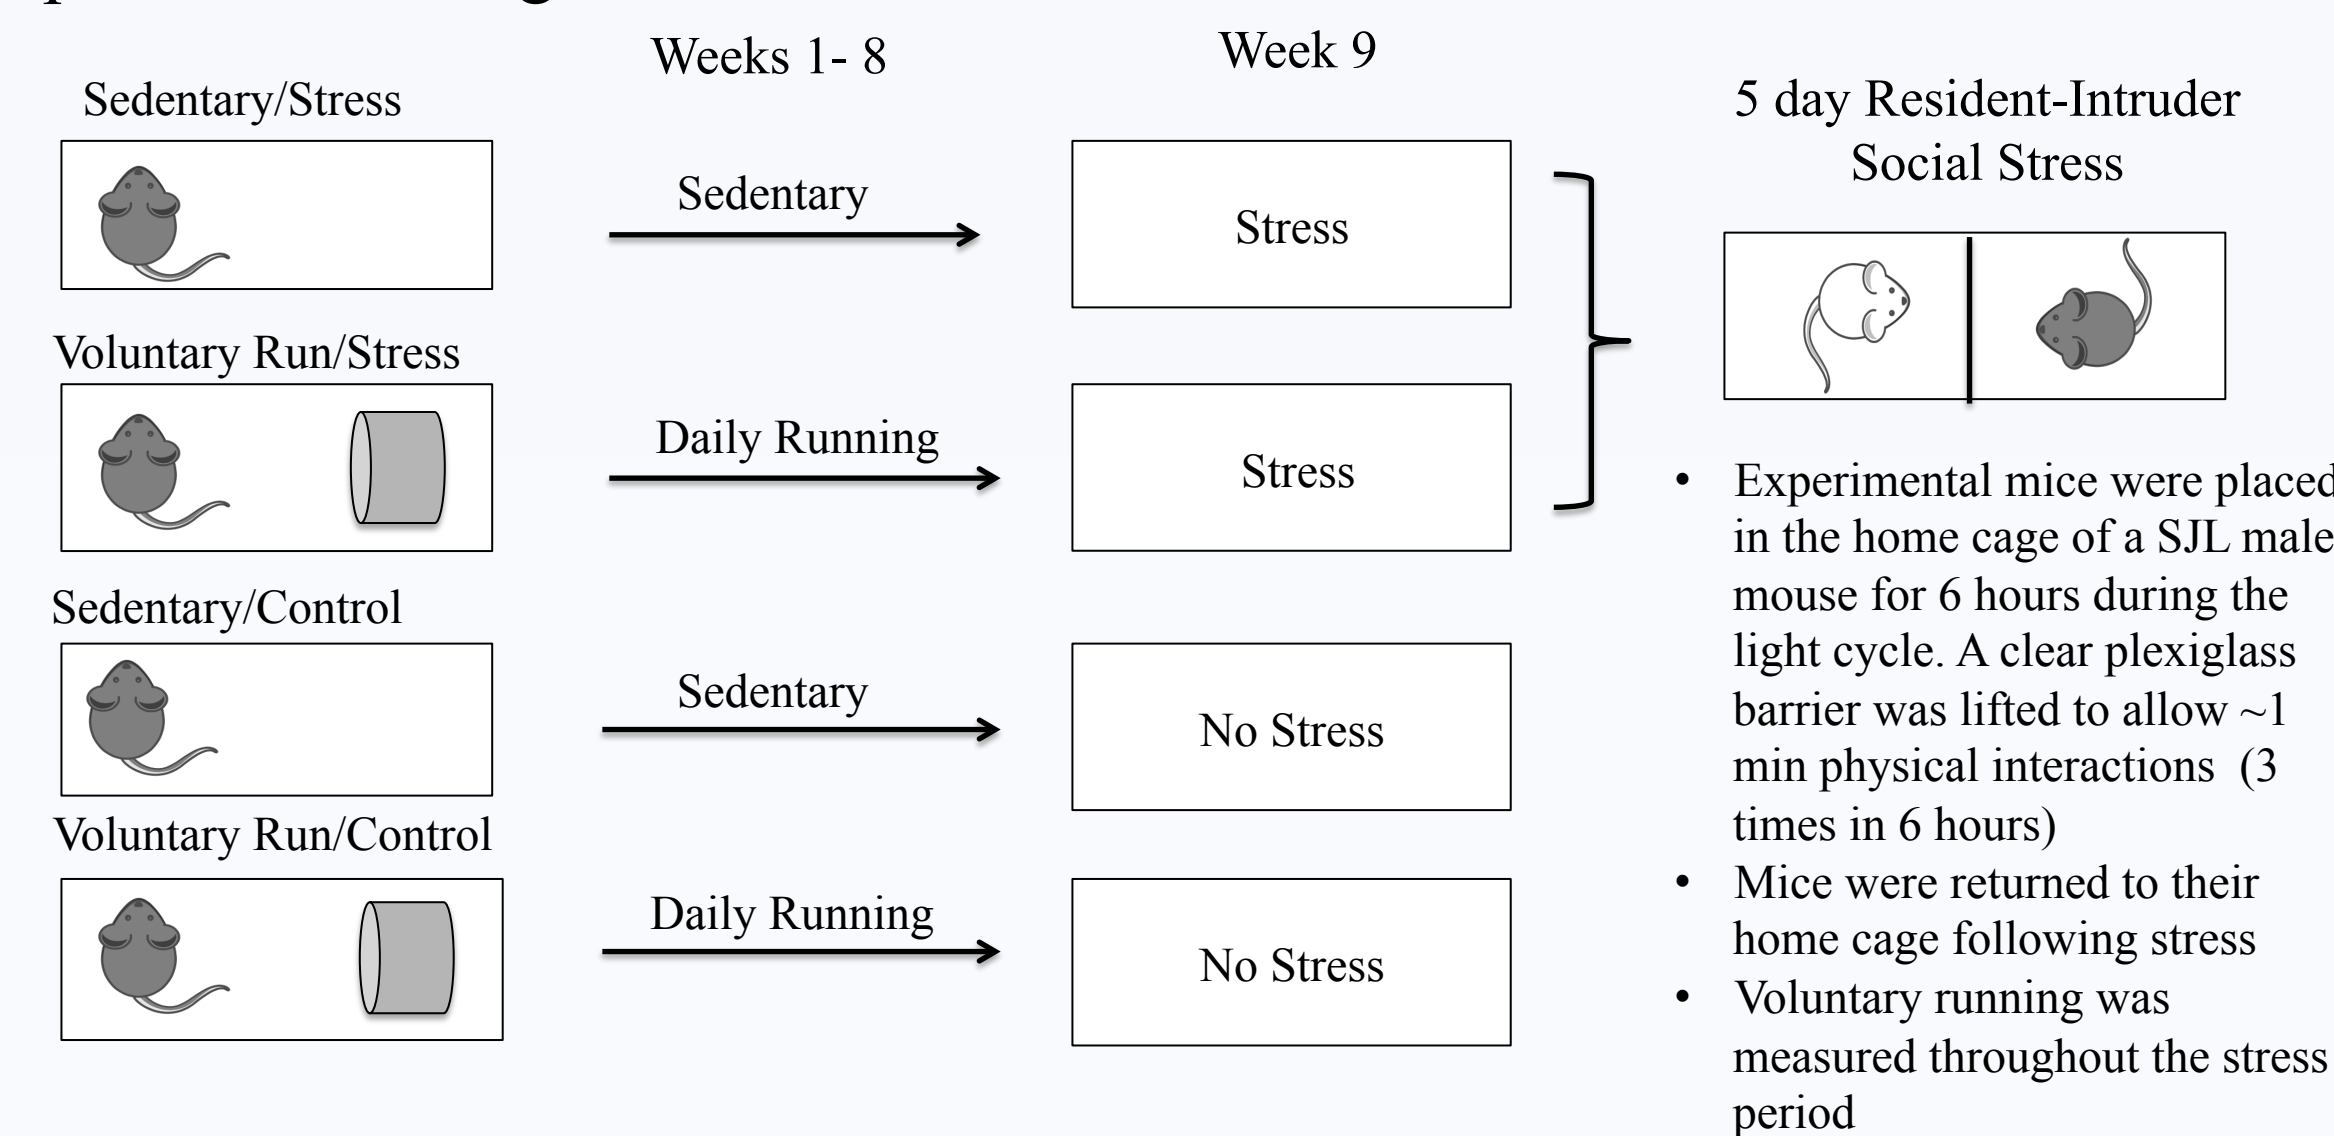 Weeks 1- 8
Week 9
Sedentary/Stress
Sedentary
Stress
Voluntary Run/Stress
Daily Running
Stress
Sedentary/Control
Sedentary
No Stress
Voluntary Run/Control
Daily Running
No Stress
5 day Resident-Intruder
Social Stress
• Experimental mice were placed
in the home cage of a SJL male
mouse for 6 hours during the
light cycle. A clear plexiglass
barrier was lifted to allow ~1
min physical interactions (3
times in 6 hours)
• Mice were returned to their
home cage following stress
• Voluntary running was
measured throughout the stress
period